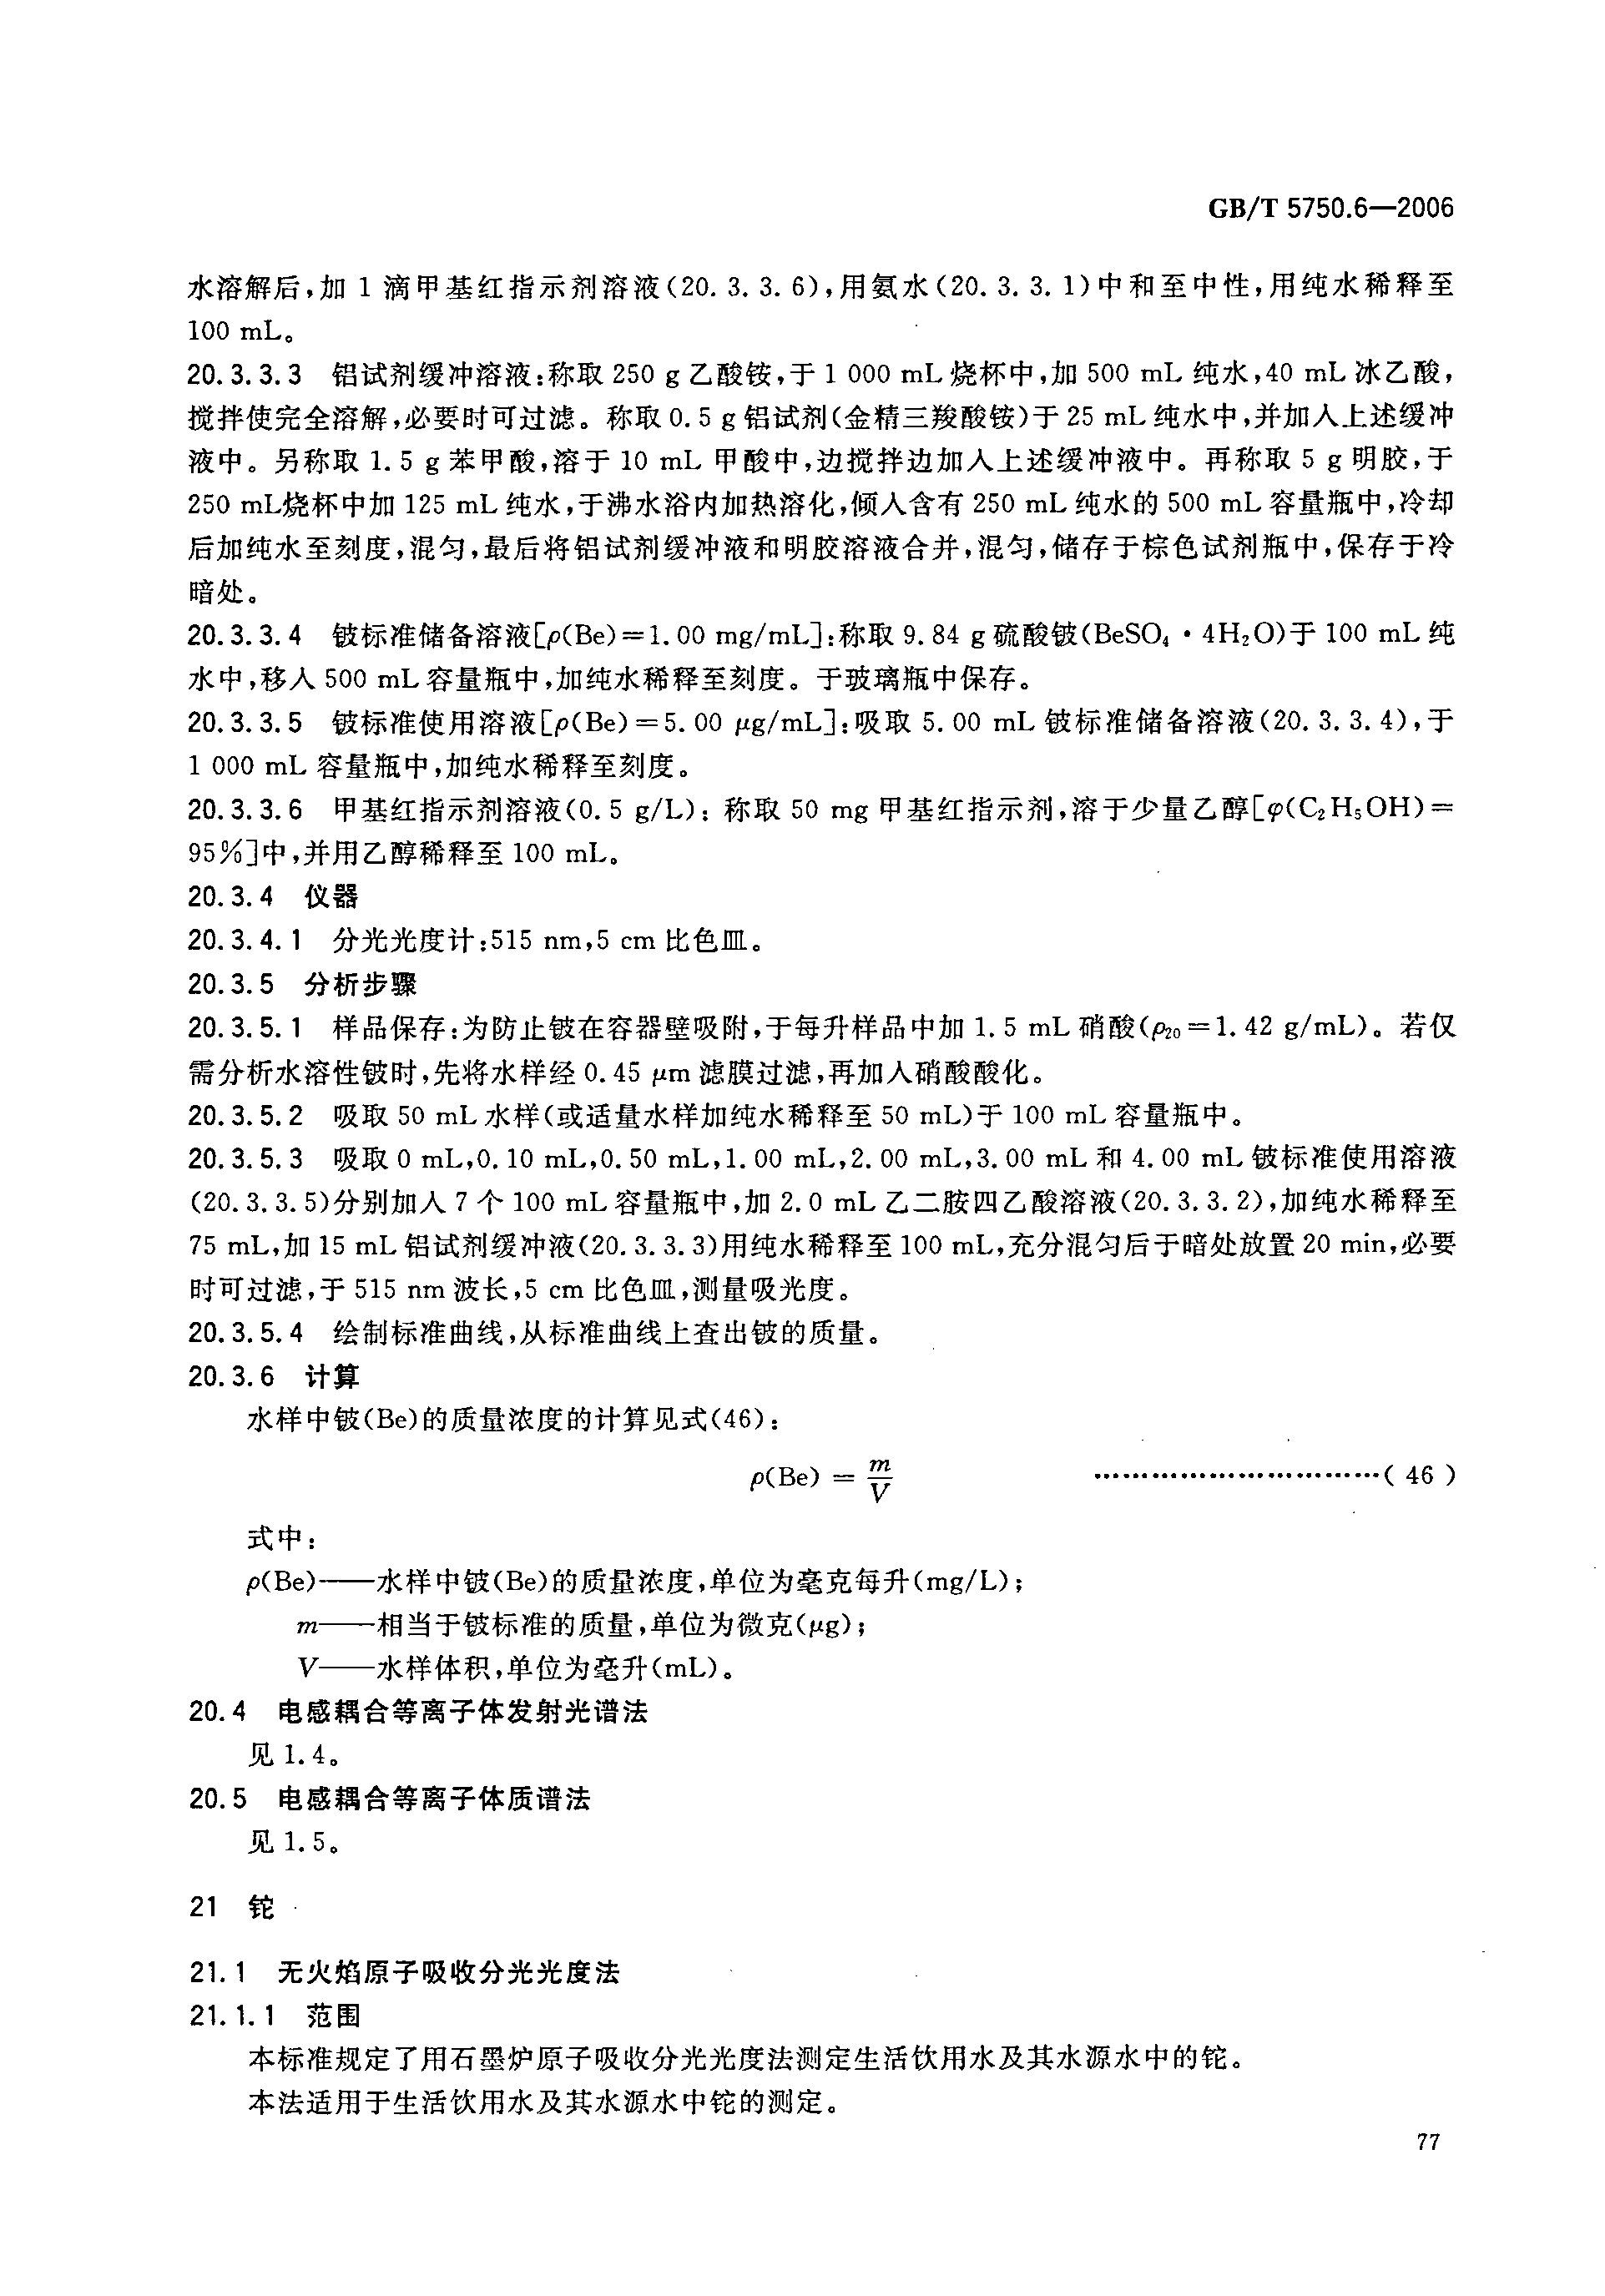 GB/T 5750.6—2006
水溶解后,加 1 滴甲基红指示剂溶液(20.3.3.6),用氨水(20.3.3.1)中和至中性,用纯水稀释至
100 mL。
20.3.3.3 铝试剂缓冲溶液:称取 250 g 乙酸铵,于 1 000 mL 烧杯中,加 500 mL 纯水,40 mL 冰乙酸,
搅拌使完全溶解,必要时可过滤。称取 0.5 g 铝试剂(金精三羧酸铵)于 25 mL 纯水中,并加入上述缓冲
液中。另称取 1.5 g 苯甲酸,溶于 10 mL 甲酸中,边搅拌边加入上述缓冲液中。再称取 5 g 明胶,于
250 mL烧杯中加 125 mL 纯水,于沸水浴内加热溶化,倾入含有 250 mL 纯水的 500 mL 容量瓶中,冷却
后加纯水至刻度,混匀,最后将铝试剂缓冲液和明胶溶液合并,混匀,储存于棕色试剂瓶中,保存于冷
暗处。
20.3.3.4 铍标准储备溶液[ρ(Be)=1.00 mg/mL]:称取 9.84 g 硫酸铍(BeSO₄·4H₂O)于 100 mL 纯
水中,移入 500 mL 容量瓶中,加纯水稀释至刻度。于玻璃瓶中保存。
20.3.3.5 铍标准使用溶液[ρ(Be)=5.00 μg/mL]:吸取 5.00 mL 铍标准储备溶液(20.3.3.4),于
1 000 mL 容量瓶中,加纯水稀释至刻度。
20.3.3.6 甲基红指示剂溶液(0.5 g/L):称取 50 mg 甲基红指示剂,溶于少量乙醇[φ(C₂H₅OH)=
95%]中,并用乙醇稀释至 100 mL。
20.3.4 仪器
20.3.4.1 分光光度计:515 nm,5 cm 比色皿。
20.3.5 分析步骤
20.3.5.1 样品保存:为防止铍在容器壁吸附,于每升样品中加 1.5 mL 硝酸(ρ₂₀=1.42 g/mL)。若仅
需分析水溶性铍时,先将水样经 0.45 μm 滤膜过滤,再加入硝酸酸化。
20.3.5.2 吸取 50 mL 水样(或适量水样加纯水稀释至 50 mL)于 100 mL 容量瓶中。
20.3.5.3 吸取 0 mL,0.10 mL,0.50 mL,1.00 mL,2.00 mL,3.00 mL 和 4.00 mL 铍标准使用溶液
(20.3.3.5)分别加入 7 个 100 mL 容量瓶中,加 2.0 mL 乙二胺四乙酸溶液(20.3.3.2),加纯水稀释至
75 mL,加 15 mL 铝试剂缓冲液(20.3.3.3)用纯水稀释至 100 mL,充分混匀后于暗处放置 20 min,必要
时可过滤,于 515 nm 波长,5 cm 比色皿,测量吸光度。
20.3.5.4 绘制标准曲线,从标准曲线上查出铍的质量。
20.3.6 计算
水样中铍(Be)的质量浓度的计算见式(46):
ρ(Be) = m/V ……………………………( 46 )
式中:
ρ(Be)——水样中铍(Be)的质量浓度,单位为毫克每升(mg/L);
m——相当于铍标准的质量,单位为微克(μg);
V——水样体积,单位为毫升(mL)。
20.4 电感耦合等离子体发射光谱法
见 1.4。
20.5 电感耦合等离子体质谱法
见 1.5。
21 铊
21.1 无火焰原子吸收分光光度法
21.1.1 范围
本标准规定了用石墨炉原子吸收分光光度法测定生活饮用水及其水源水中的铊。
本法适用于生活饮用水及其水源水中铊的测定。
77